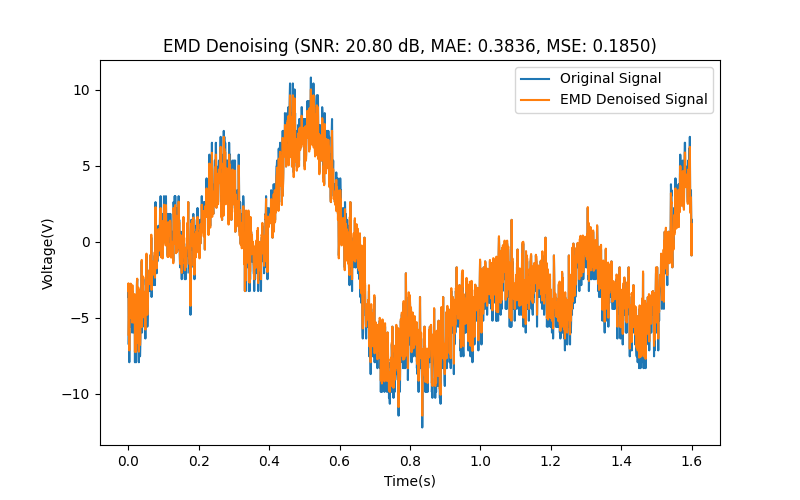 EMD Denoising (SNR: 20.80 dB, MAE: 0.3836, MSE: 0.1850)
Original Signal
EMD Denoised Signal
Voltage(V)
10
5
0
−5
−10
0.0 0.2 0.4 0.6 0.8 1.0 1.2 1.4 1.6
Time(s)